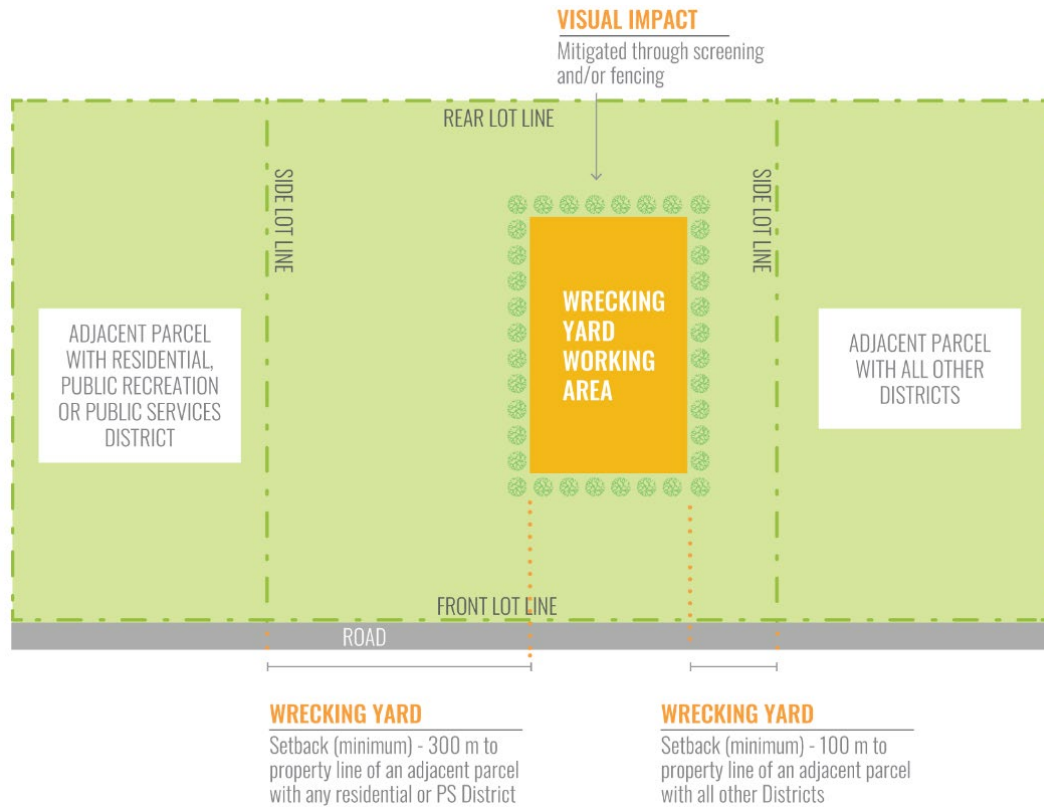 VISUAL IMPACT
Mitigated through screening
and/or fencing
REAR LOT LINE
SIDE LOT LINE
SIDE LOT LINE
ADJACENT PARCEL
WITH RESIDENTIAL,
PUBLIC RECREATION
OR PUBLIC SERVICES
DISTRICT
WRECKING
YARD
WORKING
AREA
ADJACENT PARCEL
WITH ALL OTHER
DISTRICTS
FRONT LOT LINE
ROAD
WRECKING YARD
Setback (minimum) - 300 m to
property line of an adjacent parcel
with any residential or PS District
WRECKING YARD
Setback (minimum) - 100 m to
property line of an adjacent parcel
with all other Districts